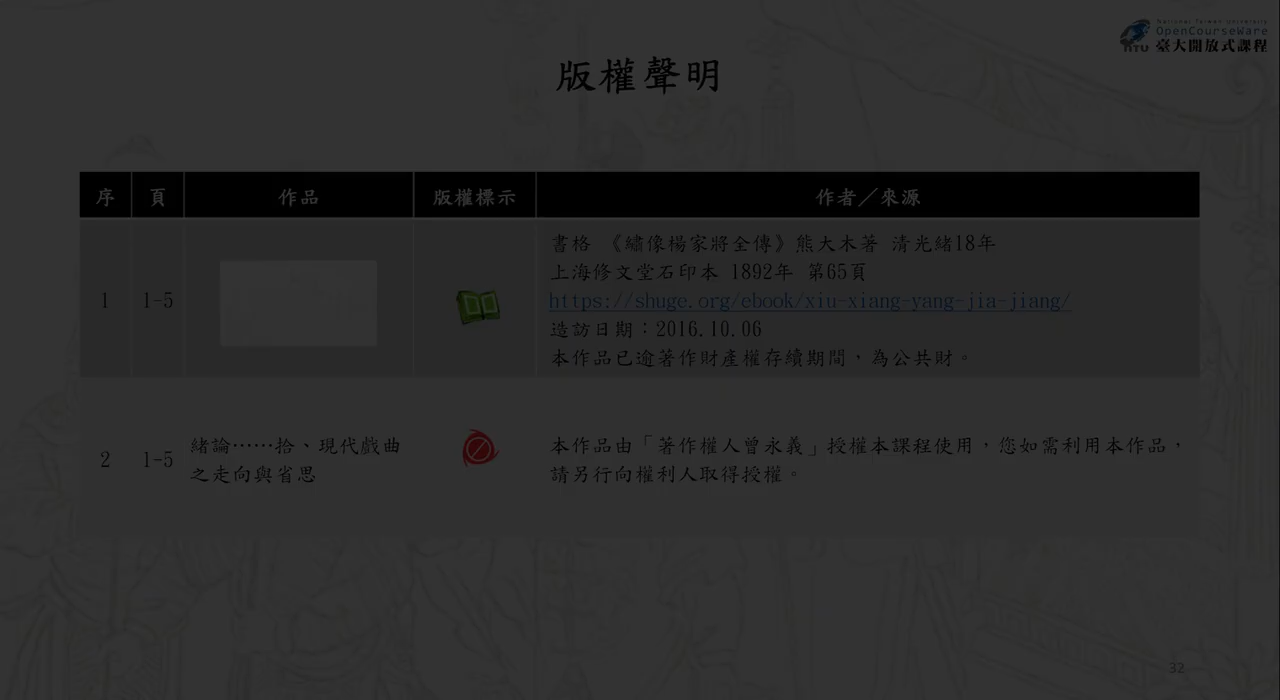 National Taiwan University
OpenCourseWare
NTU 臺大開放式課程
版權聲明
序 頁 作品 版權標示 作者／來源
1 1-5
書格 《繡像楊家將全傳》熊大木著 清光緒18年
上海修文堂石印本 1892年 第65頁
https://shuge.org/ebook/xiu-xiang-yang-jia-jiang/
造訪日期：2016.10.06
本作品已逾著作財產權存續期間，為公共財。
2 1-5
緒論……拾、現代戲曲
之走向與省思
本作品由「著作權人曾永義」授權本課程使用，您如需利用本作品，
請另行向權利人取得授權。
32